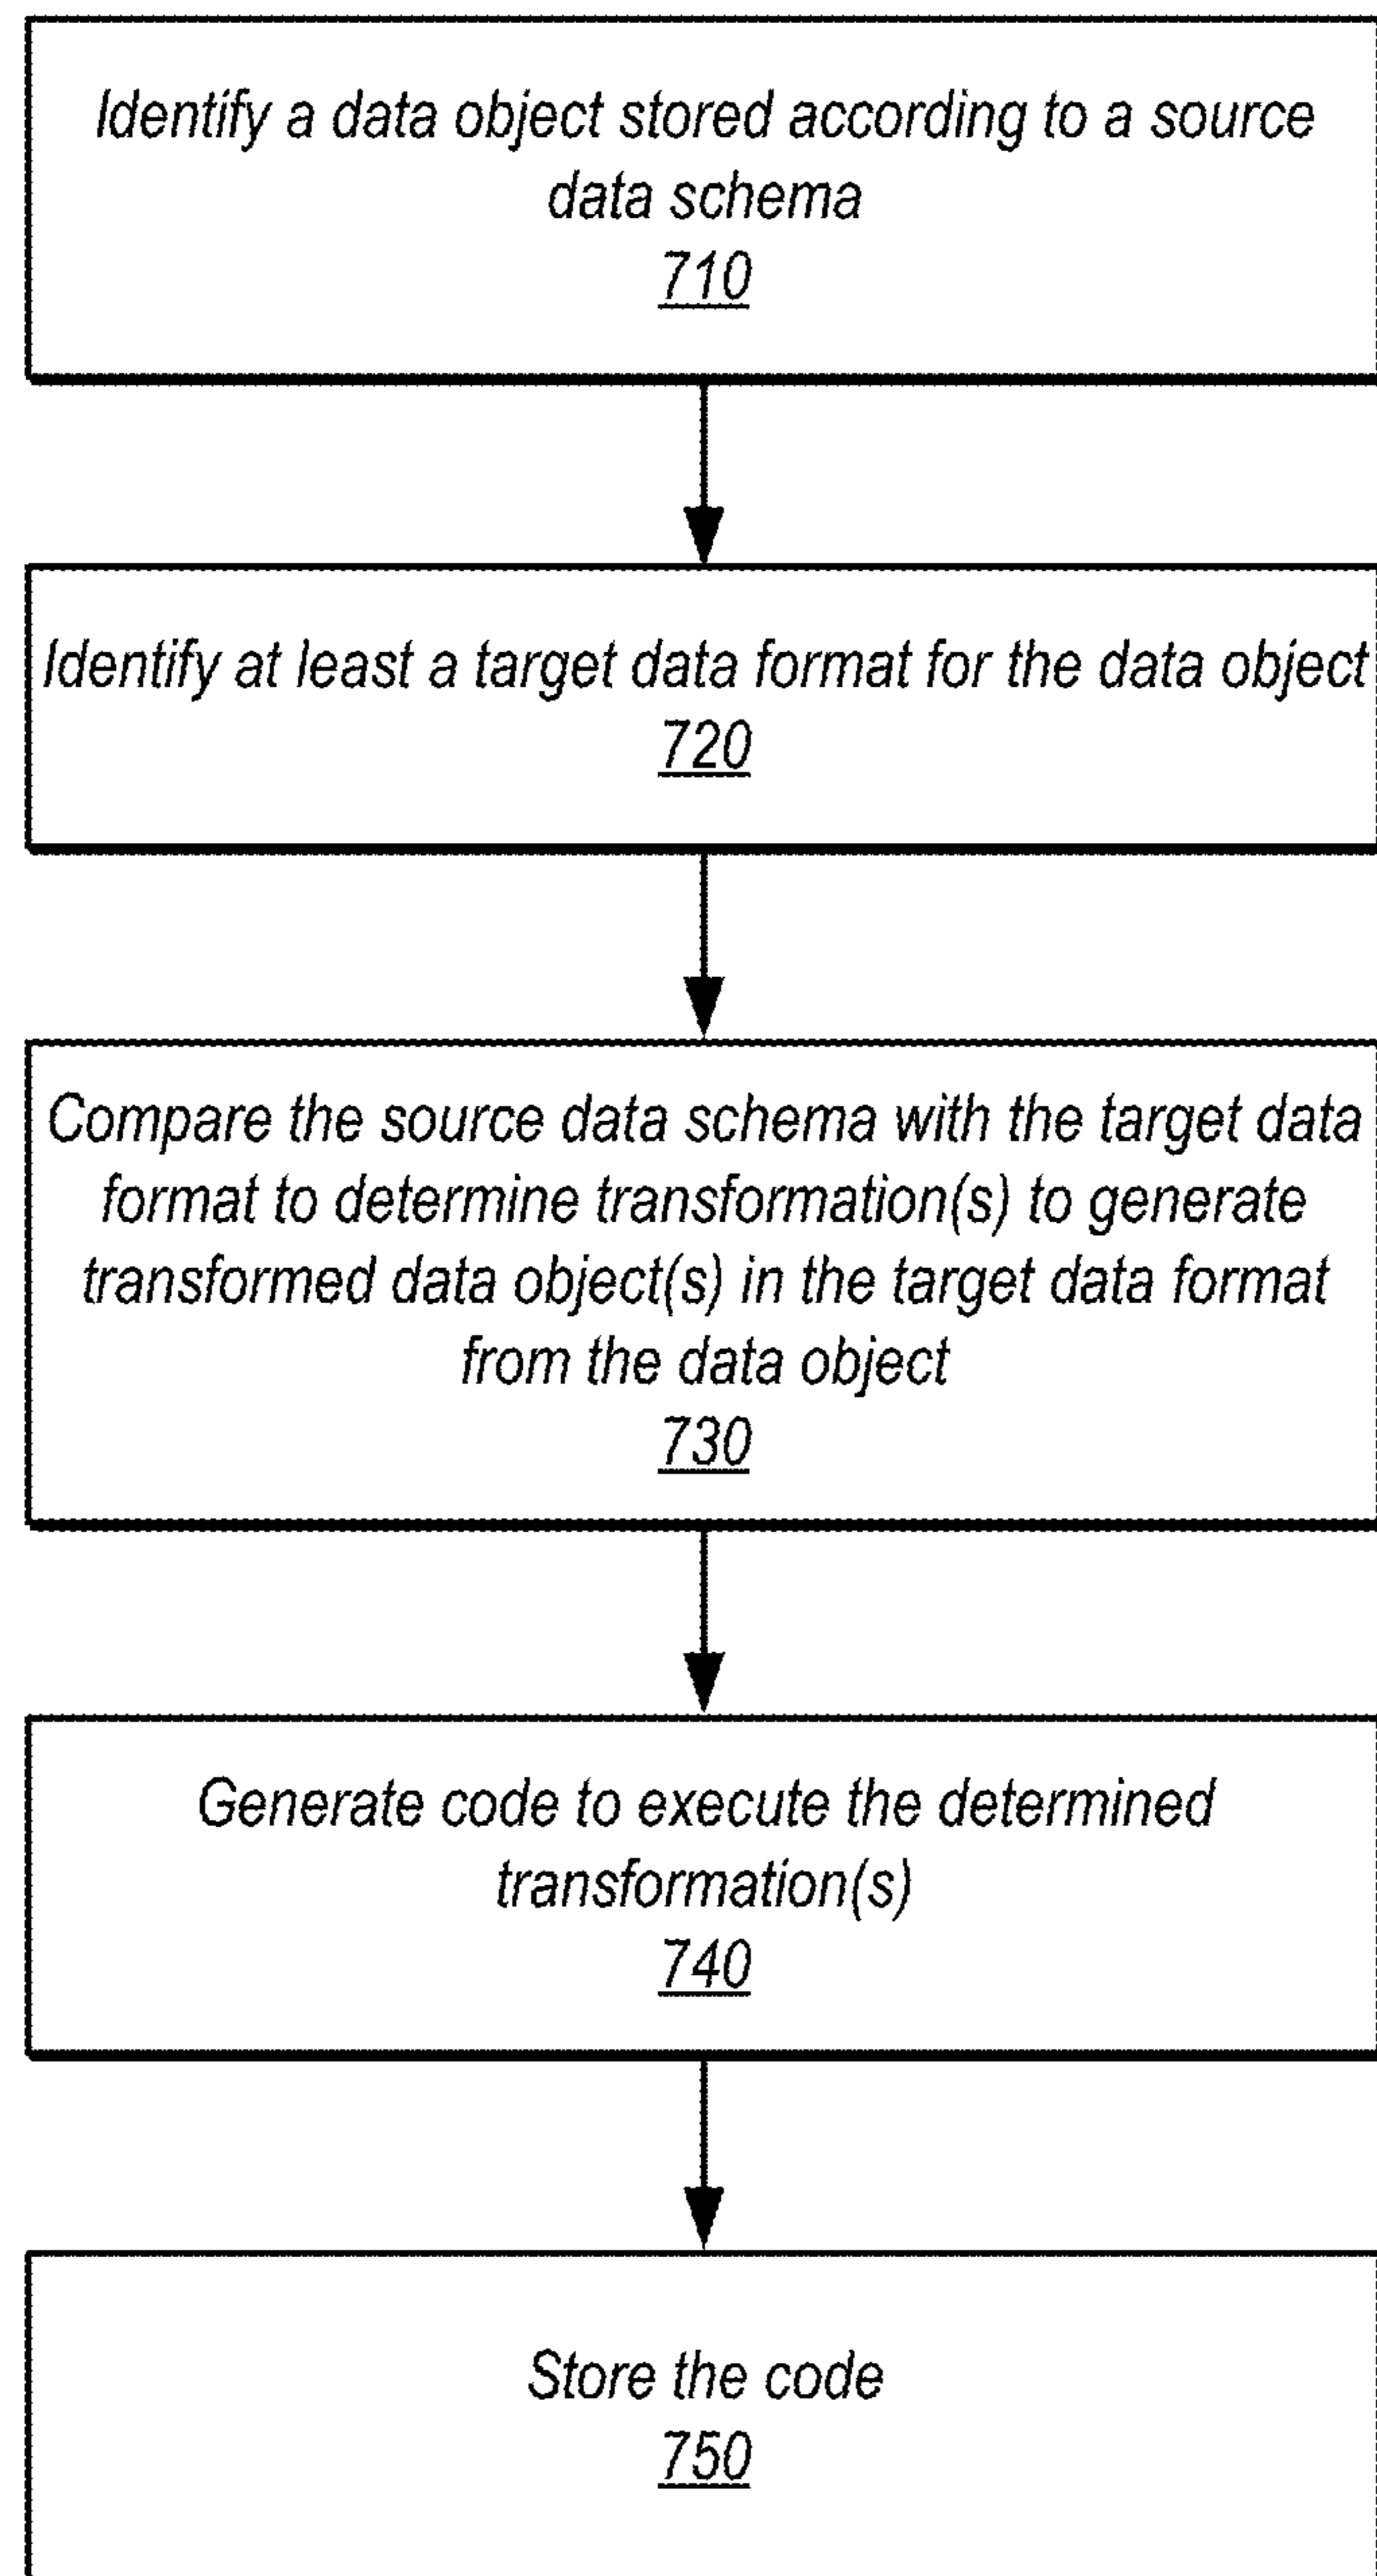 Identify a data object stored according to a source
data schema
710
Identify at least a target data format for the data object
720
Compare the source data schema with the target data
format to determine transformation(s) to generate
transformed data object(s) in the target data format
from the data object
730
Generate code to execute the determined
transformation(s)
740
Store the code
750